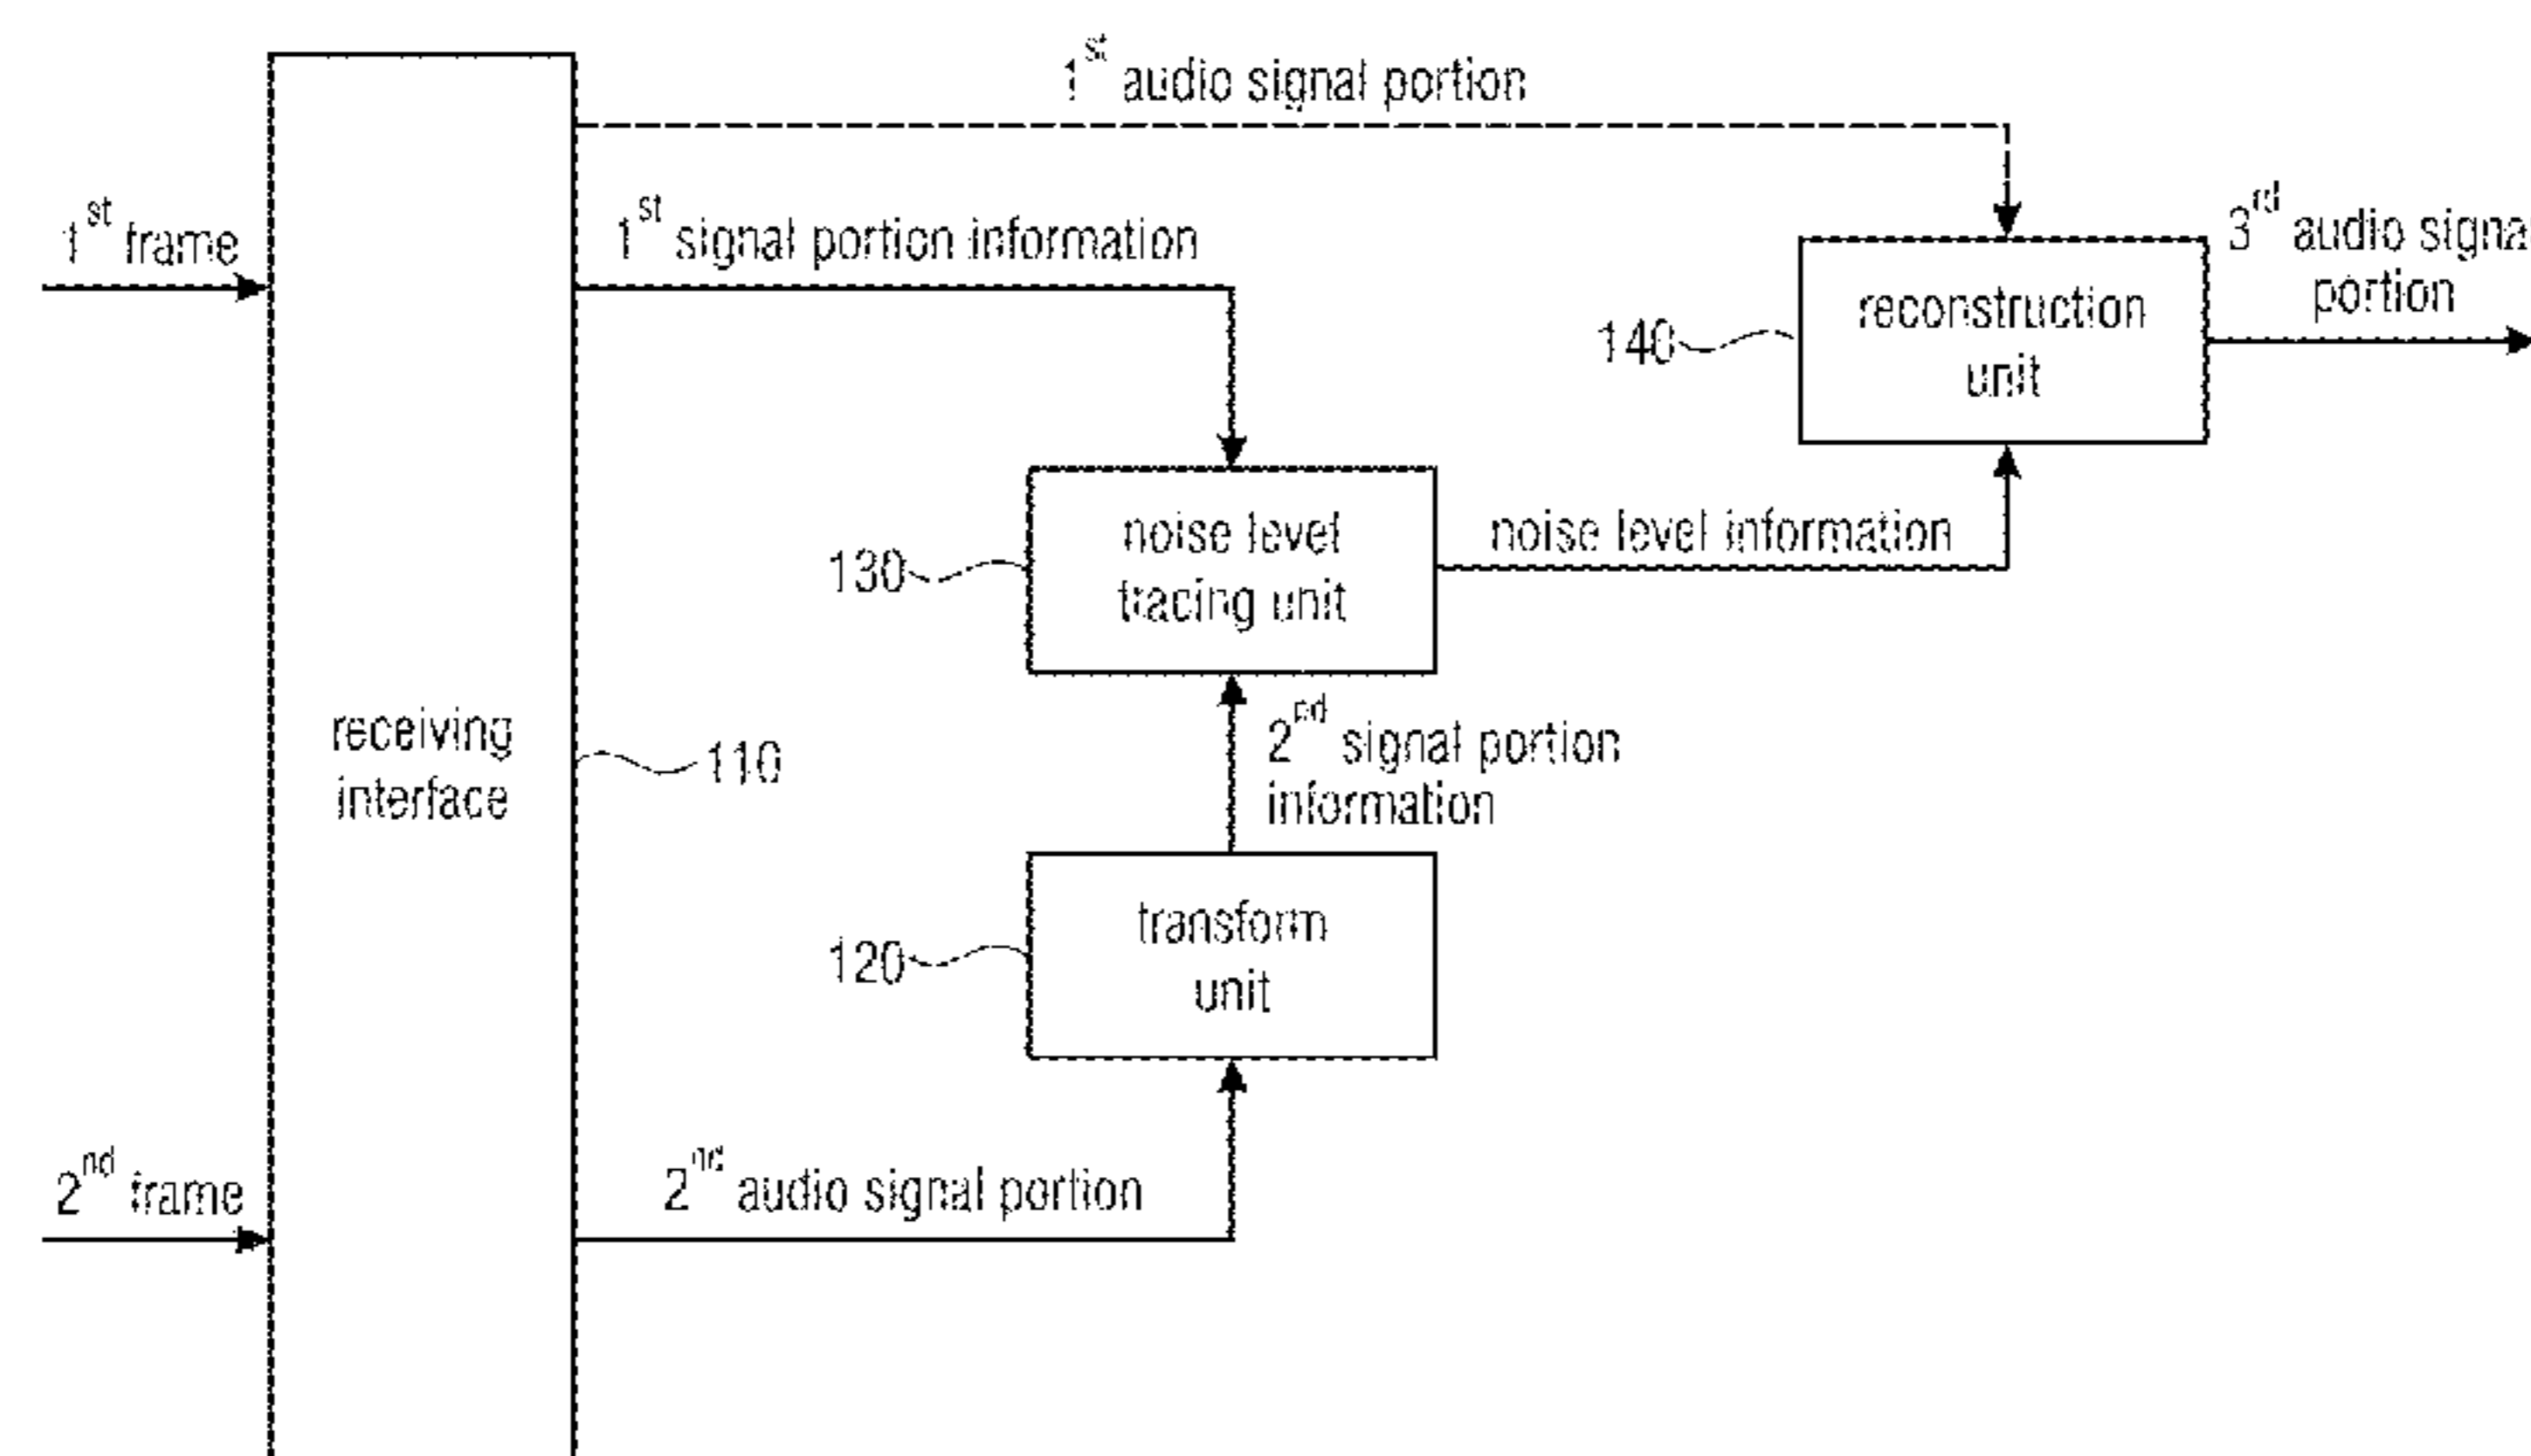 1st audio signal portion
1st frame
1st signal portion information
3rd audio signa
portion
reconstruction
unit
140
noise level
tracing unit
130
noise level information
receiving
interface
110
2nd signal portion
information
transform
unit
120
2nd frame
2nd audio signal portion